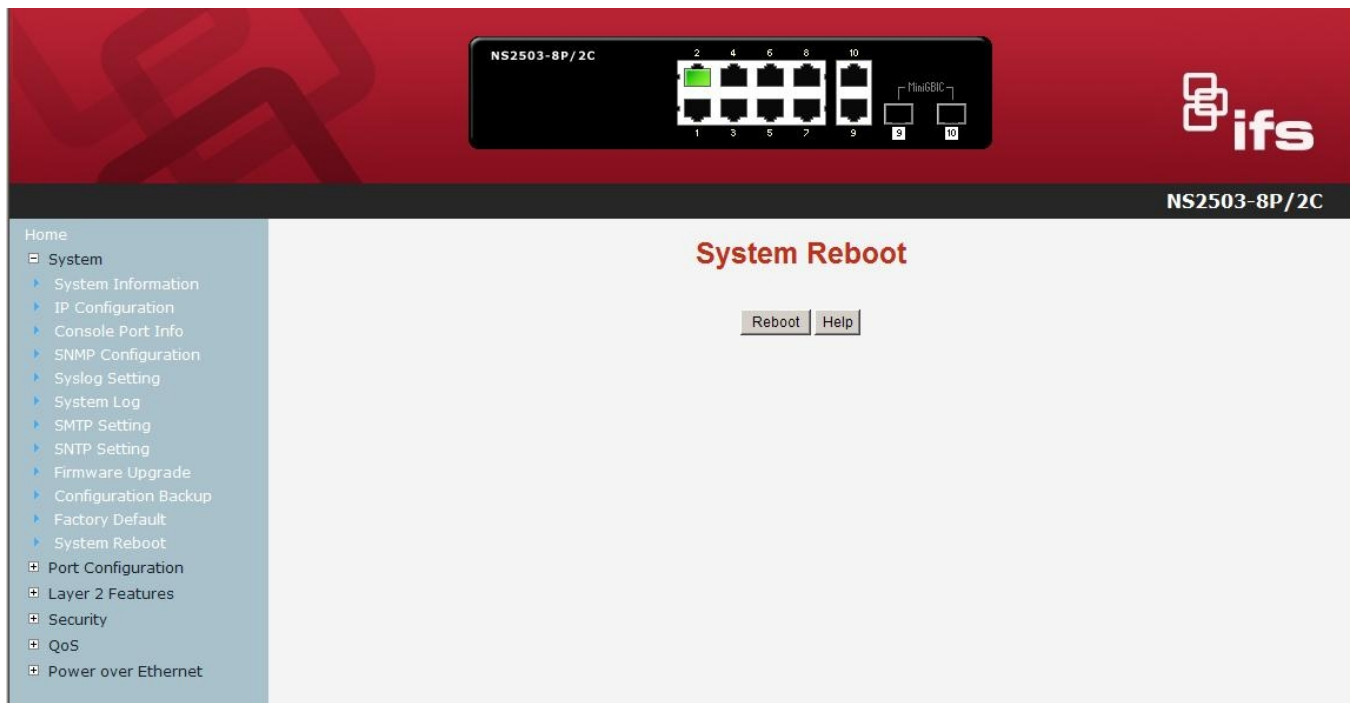 NS2503-8P/2C
2 4 6 8 10
MiniGBIC
1 3 5 7 9 9 10
ifs
NS2503-8P/2C
Home
System
System Information
IP Configuration
Console Port Info
SNMP Configuration
Syslog Setting
System Log
SMTP Setting
SNTP Setting
Firmware Upgrade
Configuration Backup
Factory Default
System Reboot
Port Configuration
Layer 2 Features
Security
QoS
Power over Ethernet
System Reboot
Reboot Help